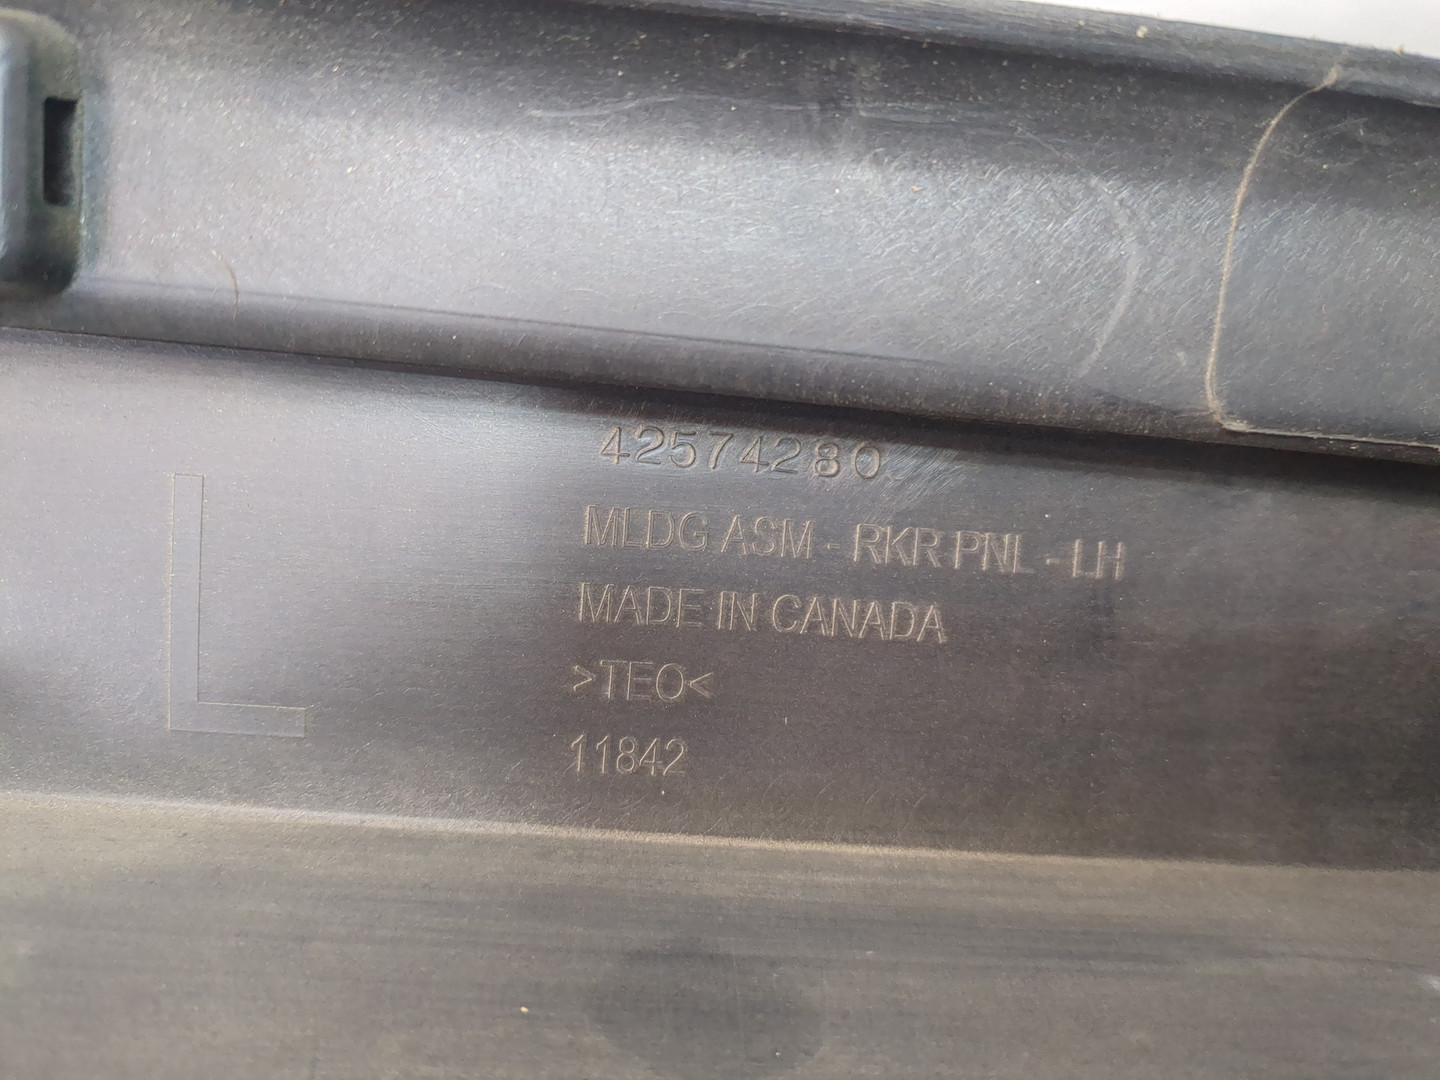 42574280
MLDG ASM - RKR PNL - LH
MADE IN CANADA
>TEO<
11842
L